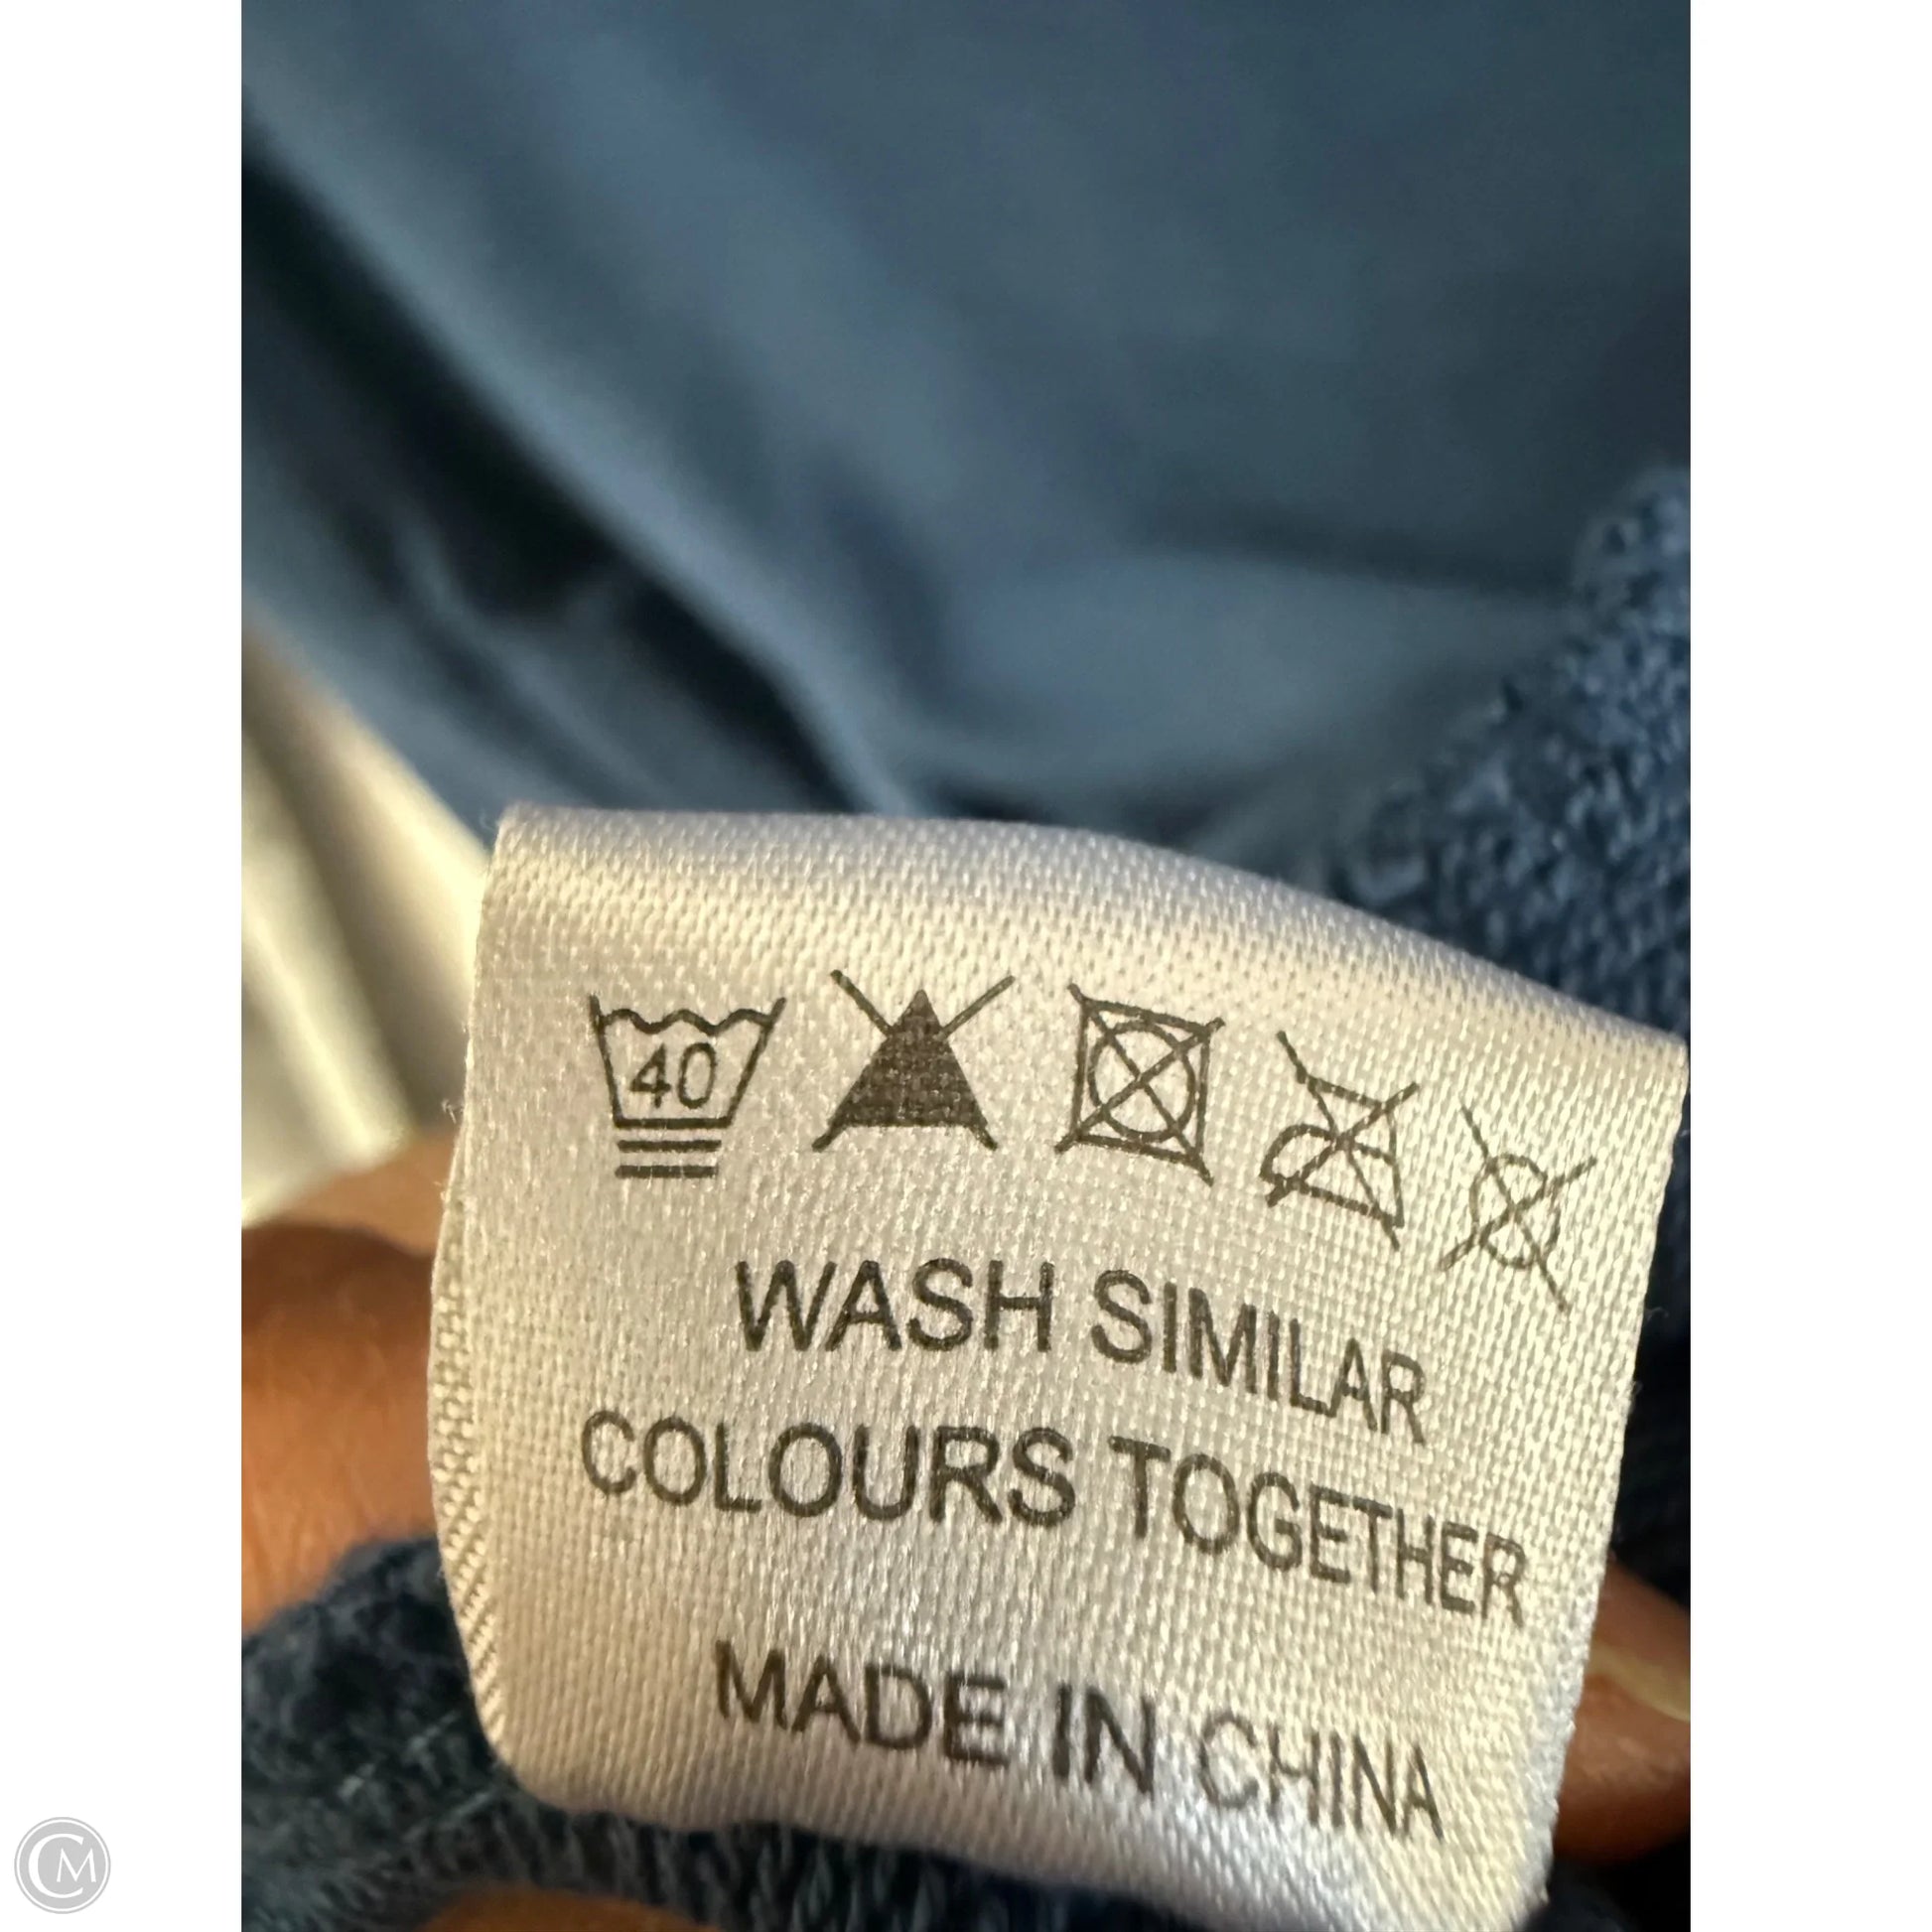 40
WASH SIMILAR
COLOURS TOGETHER
MADE IN CHINA
CM